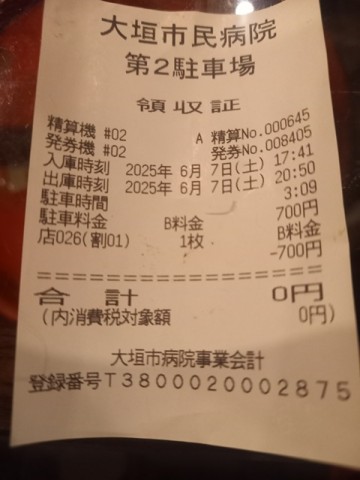 大垣市民病院
第2駐車場
領収証
精算機 #02 A 精算No.000645
発券機 #02 発券No.008405
入庫時刻 2025年 6月 7日(土) 17:41
出庫時刻 2025年 6月 7日(土) 20:50
駐車時間 3:09
駐車料金 B料金 700円
店026(割01) 1枚 B料金
-700円
合計 0円
(内消費税対象額 0円)
大垣市病院事業会計
登録番号T3800020002875